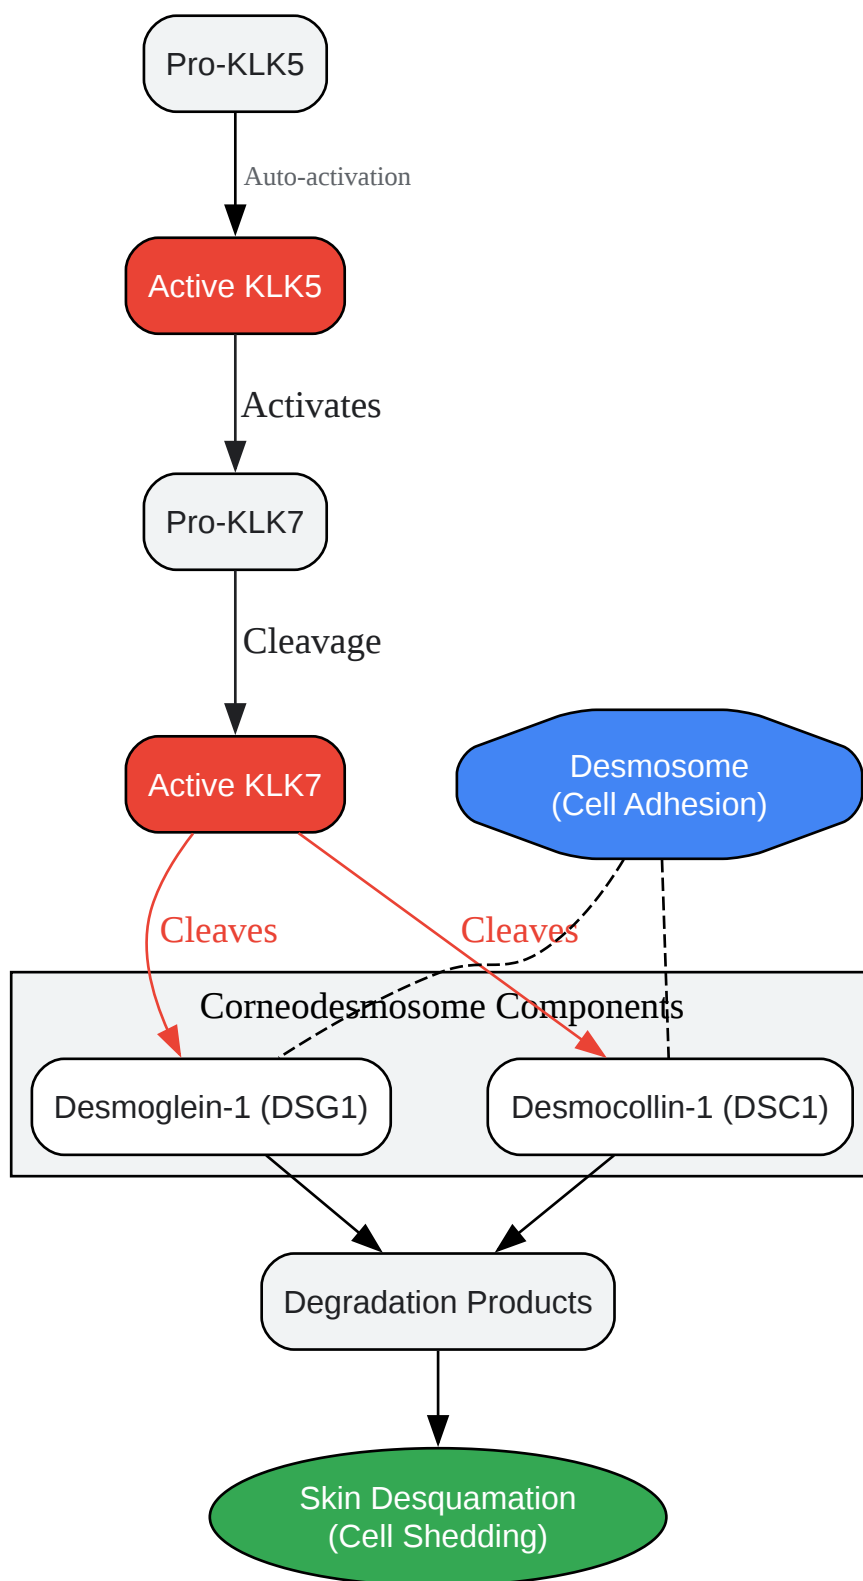 Pro-KLK5
Auto-activation
Active KLK5
Activates
Pro-KLK7
Cleavage
Active KLK7
Desmosome
(Cell Adhesion)
Cleaves
Cleaves
Corneodesmosome Components
Desmoglein-1 (DSG1)
Desmocollin-1 (DSC1)
Degradation Products
Skin Desquamation
(Cell Shedding)